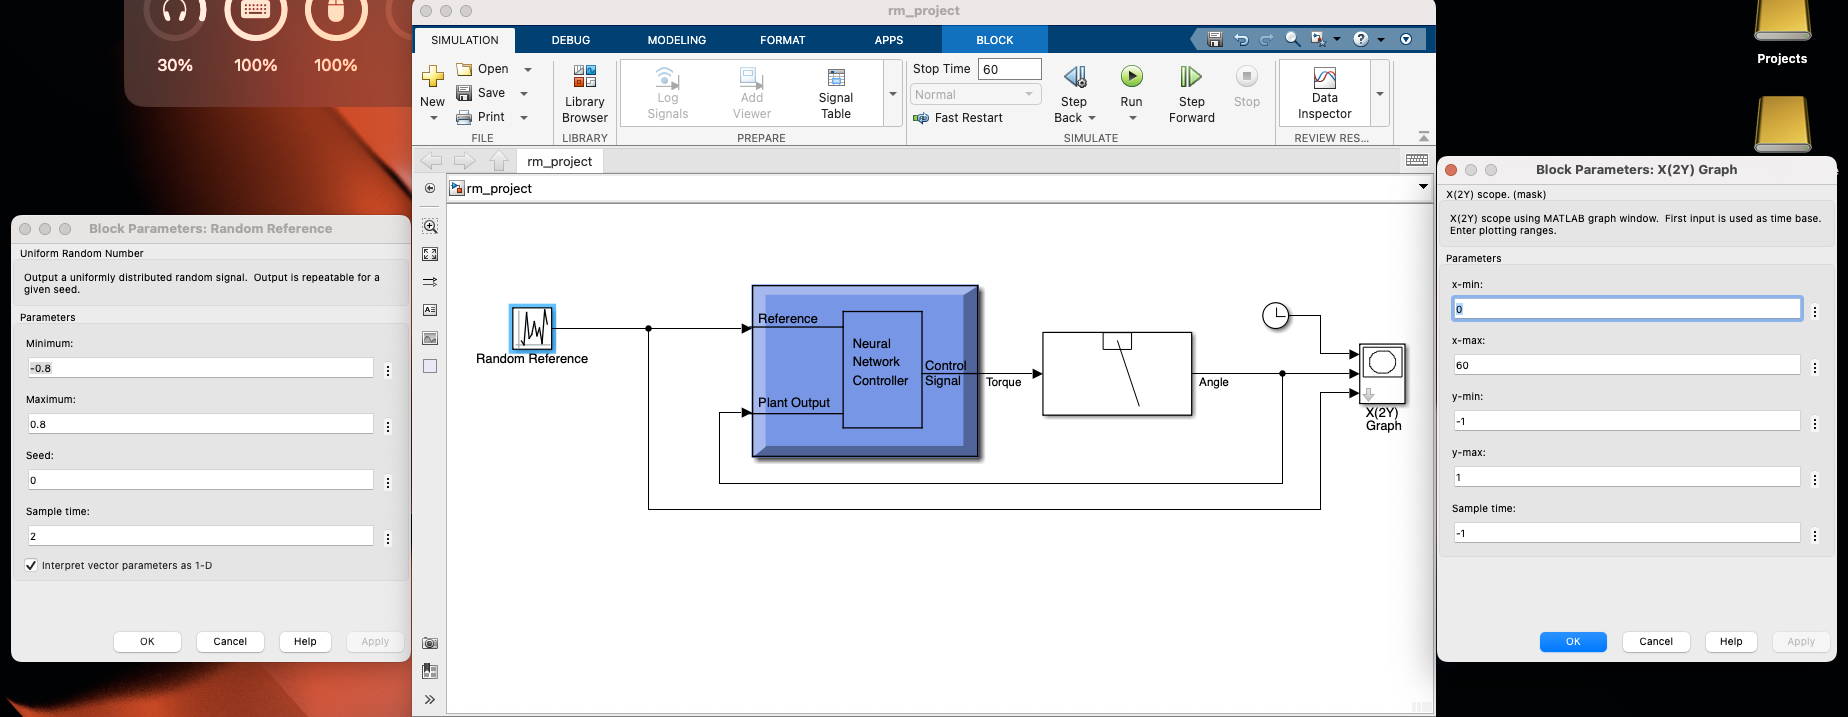 30% 100% 100%
Projects
rm_project
SIMULATION DEBUG MODELING FORMAT APPS BLOCK
New
Open
Save
Print
FILE
Library
Browser
LIBRARY
Log
Signals
Add
Viewer
Signal
Table
PREPARE
Stop Time 60
Normal
Fast Restart
Step
Back
Run
Step
Forward
Stop
SIMULATE
Data
Inspector
REVIEW RES...
rm_project
rm_project
Block Parameters: Random Reference
Uniform Random Number
Output a uniformly distributed random signal. Output is repeatable for a
given seed.
Parameters
Minimum:
-0.8
Maximum:
0.8
Seed:
0
Sample time:
2
Interpret vector parameters as 1-D
OK Cancel Help Apply
Random Reference
Reference
Plant Output
Neural
Network
Controller
Control
Signal
Torque
Angle
X(2Y)
Graph
Block Parameters: X(2Y) Graph
X(2Y) scope. (mask)
X(2Y) scope using MATLAB graph window. First input is used as time base.
Enter plotting ranges.
Parameters
x-min:
0
x-max:
60
y-min:
-1
y-max:
1
Sample time:
-1
OK Cancel Help Apply